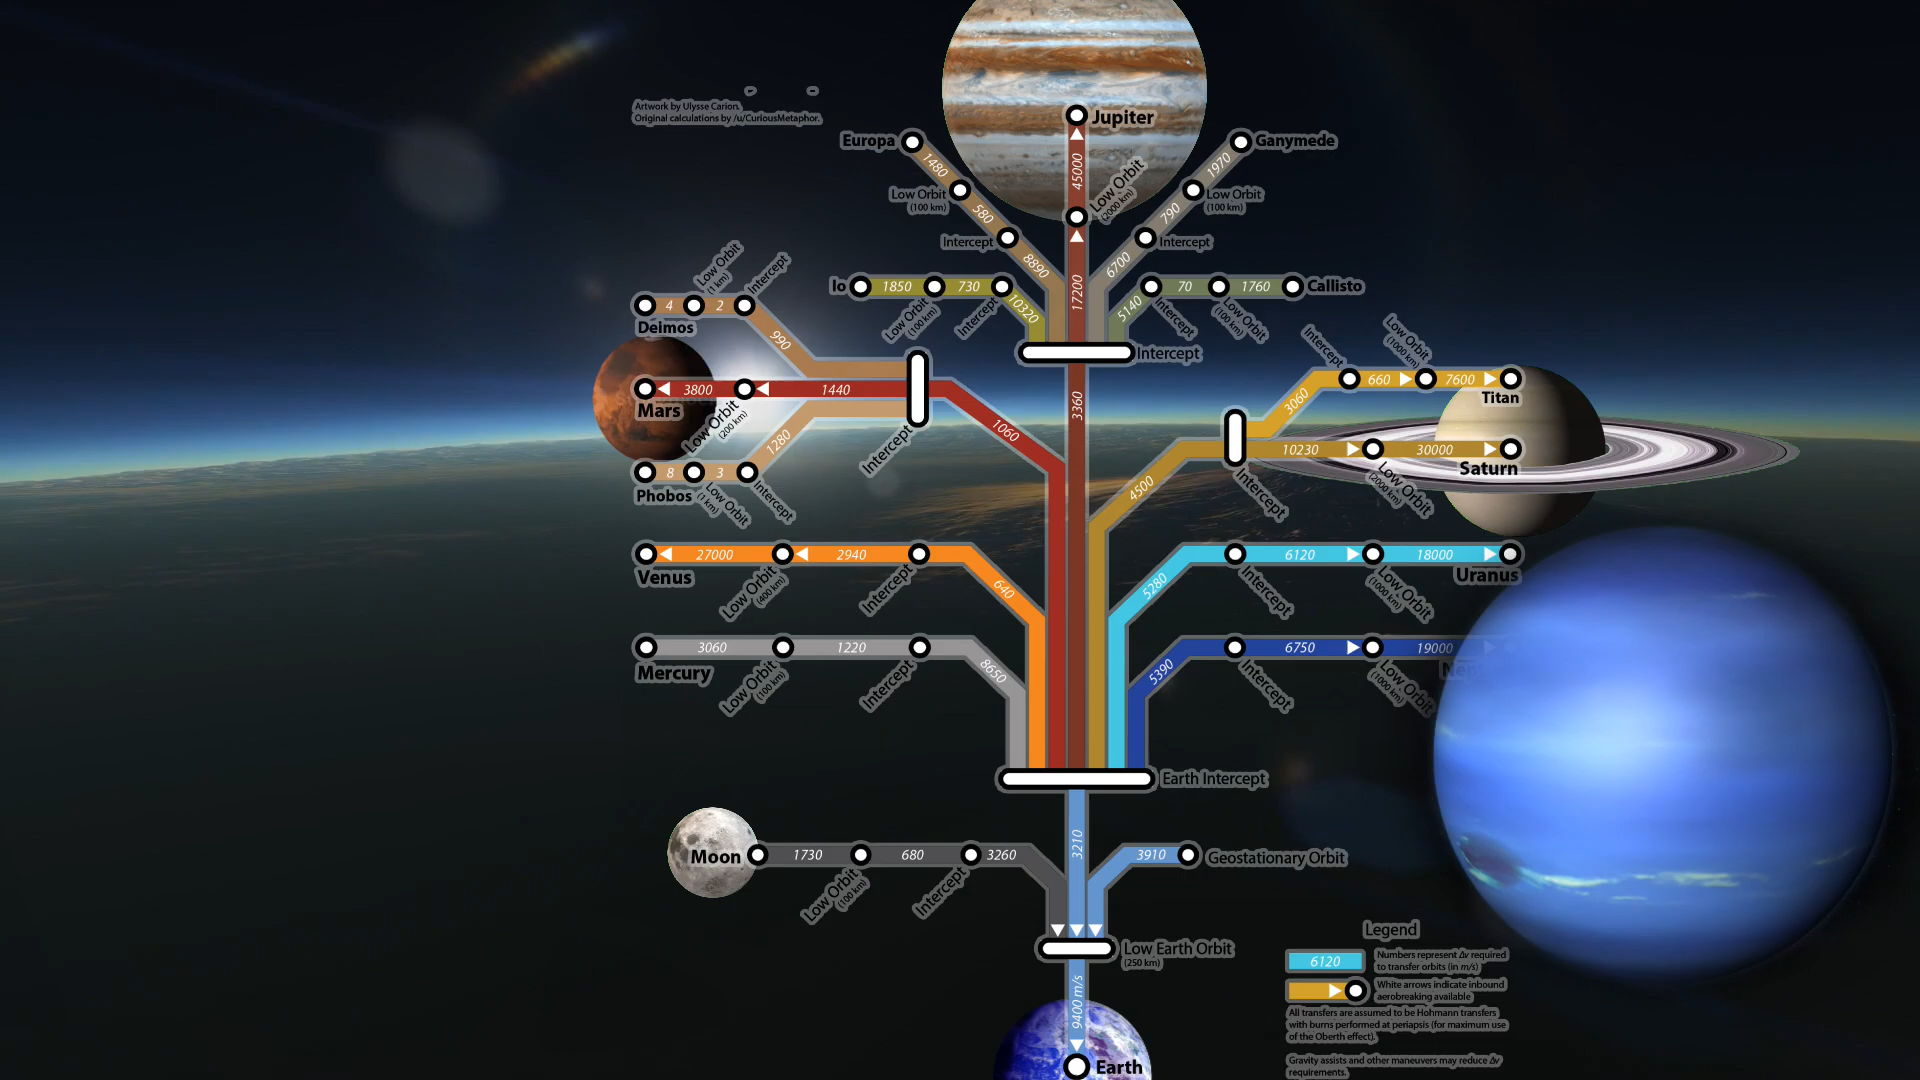 Artwork by Ulysse Carion.
Original calculations by /u/CuriousMetaphor.
Jupiter
45000
Low Orbit
(2000 km)
17200
Europa
1480
Low Orbit
(100 km)
580
Intercept
8890
Ganymede
1970
Low Orbit
(100 km)
790
Intercept
6700
Io
1850
Low Orbit
(100 km)
730
Intercept
10320
Callisto
1760
Low Orbit
(100 km)
70
Intercept
5140
Intercept
3360
Deimos
4
Low Orbit
(1 km)
2
Intercept
990
Mars
3800
Low Orbit
(200 km)
1440
Intercept
1060
Phobos
8
Low Orbit
(1 km)
3
Intercept
1280
Intercept
3060
660
Low Orbit
(1000 km)
7600
Titan
Intercept
4500
10230
Low Orbit
(2000 km)
30000
Saturn
Venus
27000
Low Orbit
(400 km)
2940
Intercept
640
5280
Intercept
6120
Low Orbit
(1000 km)
18000
Uranus
Mercury
3060
Low Orbit
(100 km)
1220
Intercept
8650
5390
Intercept
6750
Low Orbit
(1000 km)
19000
Earth Intercept
3210
Moon
1730
Low Orbit
(100 km)
680
Intercept
3260
3910
Geostationary Orbit
Low Earth Orbit
(250 km)
9400 m/s
Earth
Legend
6120
Numbers represent Δv required
to transfer orbits (in m/s)
White arrows indicate inbound
aerobreaking available
All transfers are assumed to be Hohmann transfers
with burns performed at periapsis (for maximum use
of the Oberth effect).
Gravity assists and other maneuvers may reduce Δv
requirements.